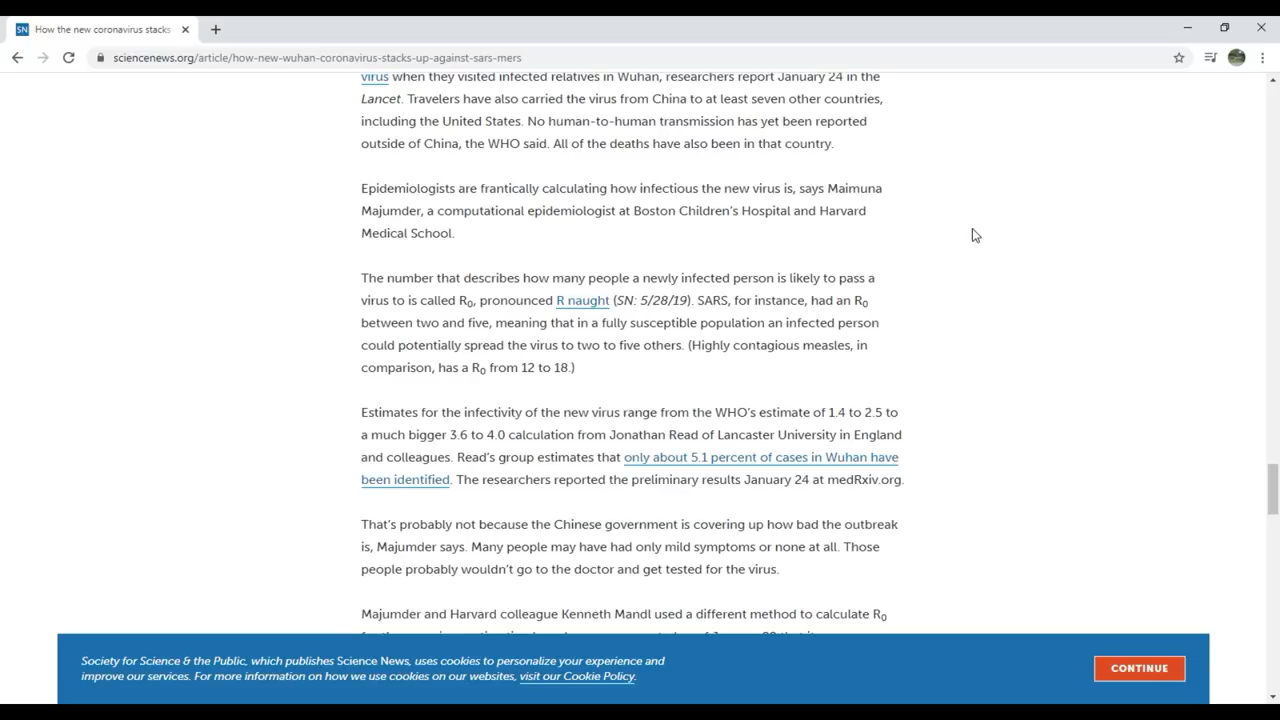 How the new coronavirus stacks
sciencenews.org/article/how-new-wuhan-coronavirus-stacks-up-against-sars-mers
virus when they visited infected relatives in Wuhan, researchers report January 24 in the
Lancet. Travelers have also carried the virus from China to at least seven other countries,
including the United States. No human-to-human transmission has yet been reported
outside of China, the WHO said. All of the deaths have also been in that country.
Epidemiologists are frantically calculating how infectious the new virus is, says Maimuna
Majumder, a computational epidemiologist at Boston Children's Hospital and Harvard
Medical School.
The number that describes how many people a newly infected person is likely to pass a
virus to is called R0, pronounced R naught (SN: 5/28/19). SARS, for instance, had an R0
between two and five, meaning that in a fully susceptible population an infected person
could potentially spread the virus to two to five others. (Highly contagious measles, in
comparison, has a R0 from 12 to 18.)
Estimates for the infectivity of the new virus range from the WHO's estimate of 1.4 to 2.5 to
a much bigger 3.6 to 4.0 calculation from Jonathan Read of Lancaster University in England
and colleagues. Read's group estimates that only about 5.1 percent of cases in Wuhan have
been identified. The researchers reported the preliminary results January 24 at medRxiv.org.
That's probably not because the Chinese government is covering up how bad the outbreak
is, Majumder says. Many people may have had only mild symptoms or none at all. Those
people probably wouldn't go to the doctor and get tested for the virus.
Majumder and Harvard colleague Kenneth Mandl used a different method to calculate R0
Society for Science & the Public, which publishes Science News, uses cookies to personalize your experience and
improve our services. For more information on how we use cookies on our websites, visit our Cookie Policy.
CONTINUE